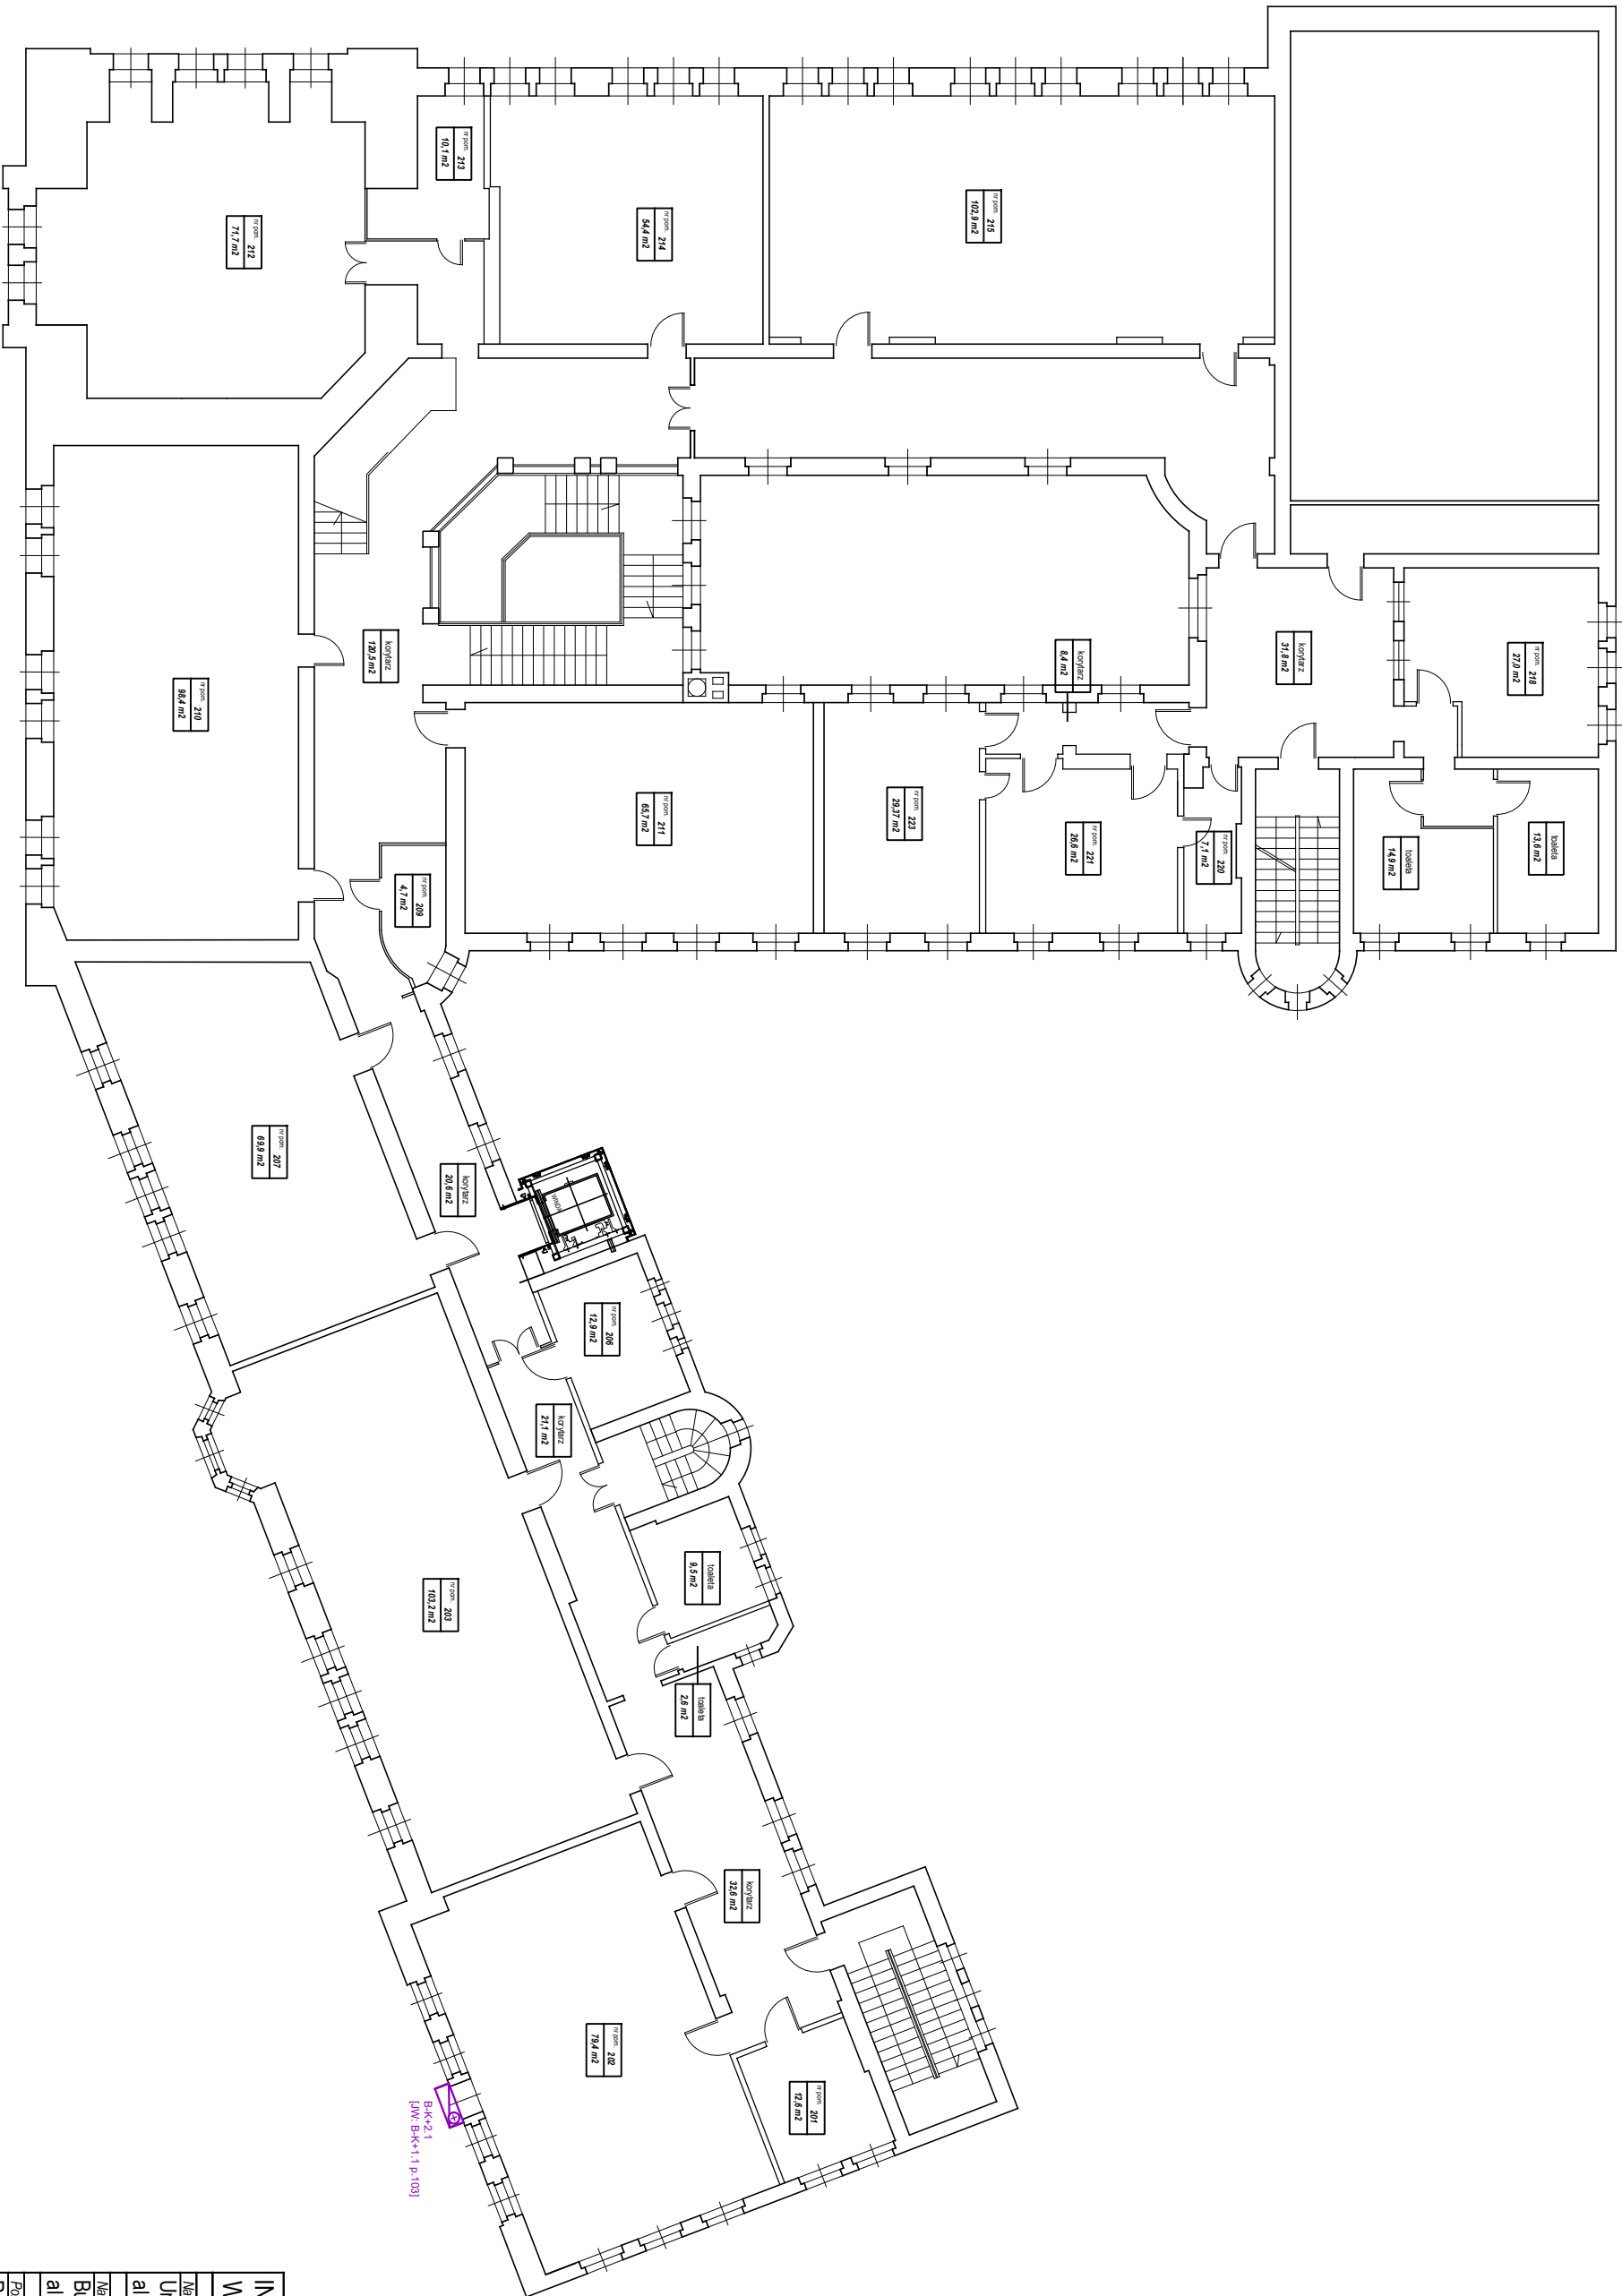 nr pom. 213
10,1 m2
nr pom. 212
71,7 m2
nr pom. 214
54,4 m2
nr pom. 215
102,9 m2
nr pom. 218
27,0 m2
korytarz
31,8 m2
korytarz
8,4 m2
korytarz
120,5 m2
nr pom. 210
98,4 m2
nr pom. 211
65,7 m2
nr pom. 223
29,37 m2
nr pom. 221
26,6 m2
nr pom. 220
7,1 m2
toaleta
14,9 m2
toaleta
13,6 m2
nr pom. 209
4,7 m2
nr pom. 207
69,9 m2
korytarz
20,6 m2
WINDA
nr pom. 206
12,9 m2
korytarz
21,1 m2
toaleta
9,5 m2
nr pom. 203
103,2 m2
toaleta
2,6 m2
korytarz
32,6 m2
nr pom. 202
79,4 m2
nr pom. 201
12,6 m2
B-K+2.1
[JW: B-K+1.1 p.103]